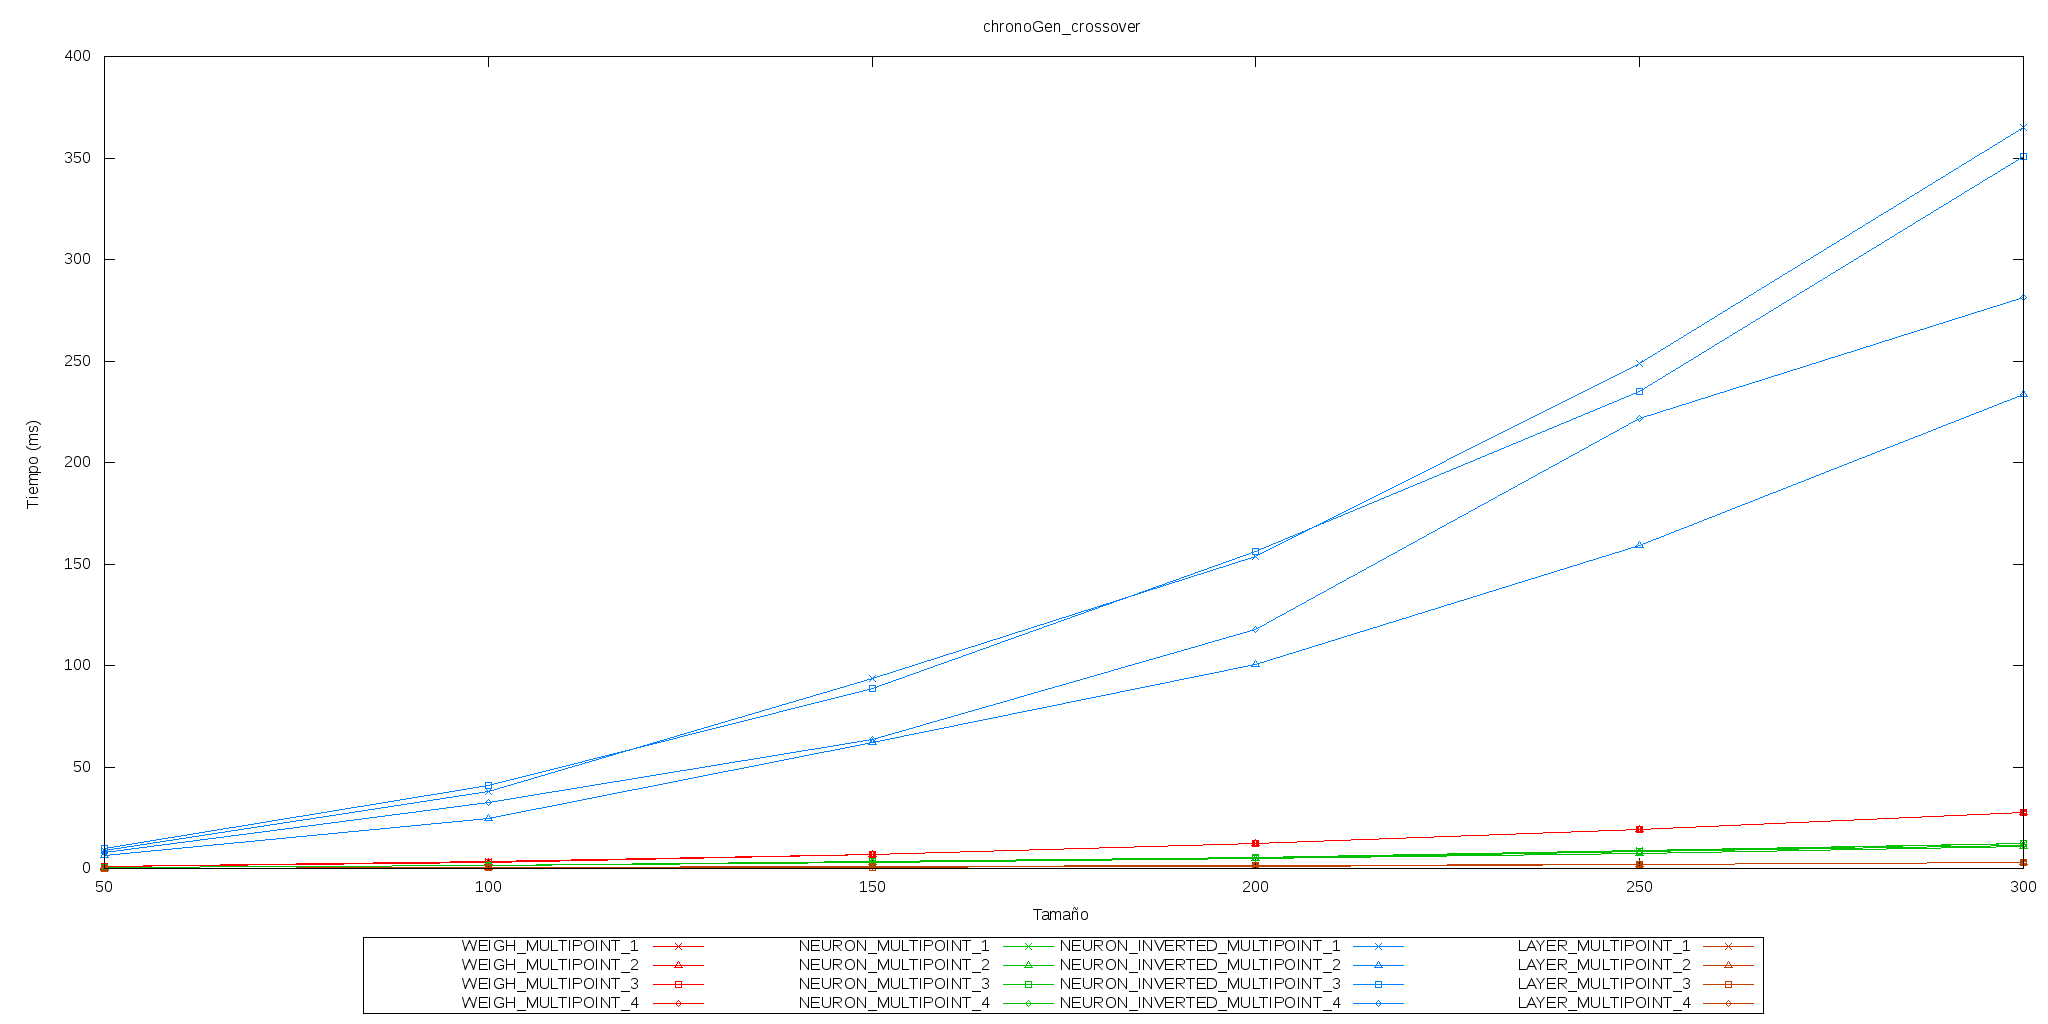 chronoGen_crossover
400
350
300
250
200
150
100
50
0
Tiempo (ms)
50 100 150 200 250 300
Tamaño
WEIGH_MULTIPOINT_1 NEURON_MULTIPOINT_1 NEURON_INVERTED_MULTIPOINT_1 LAYER_MULTIPOINT_1
WEIGH_MULTIPOINT_2 NEURON_MULTIPOINT_2 NEURON_INVERTED_MULTIPOINT_2 LAYER_MULTIPOINT_2
WEIGH_MULTIPOINT_3 NEURON_MULTIPOINT_3 NEURON_INVERTED_MULTIPOINT_3 LAYER_MULTIPOINT_3
WEIGH_MULTIPOINT_4 NEURON_MULTIPOINT_4 NEURON_INVERTED_MULTIPOINT_4 LAYER_MULTIPOINT_4